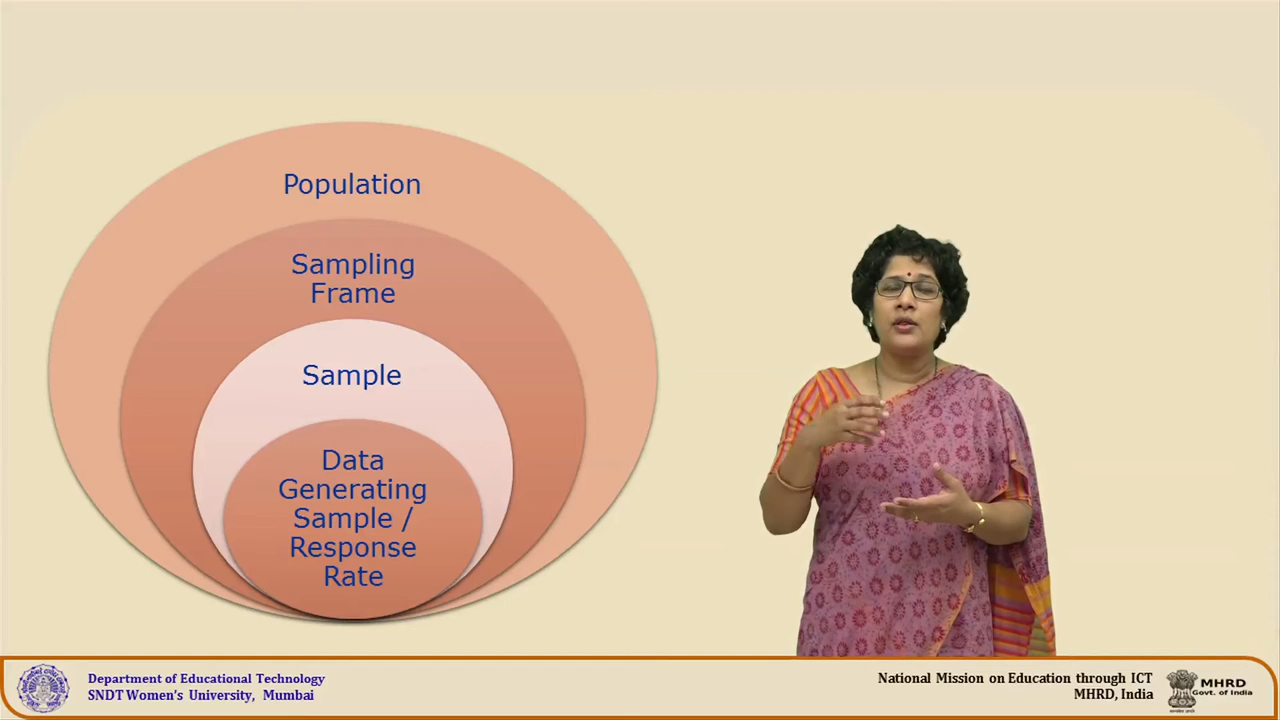 Population
Sampling
Frame
Sample
Data
Generating
Sample /
Response
Rate
Department of Educational Technology
SNDT Women's University, Mumbai
National Mission on Education through ICT
MHRD, India
MHRD
Govt. of India